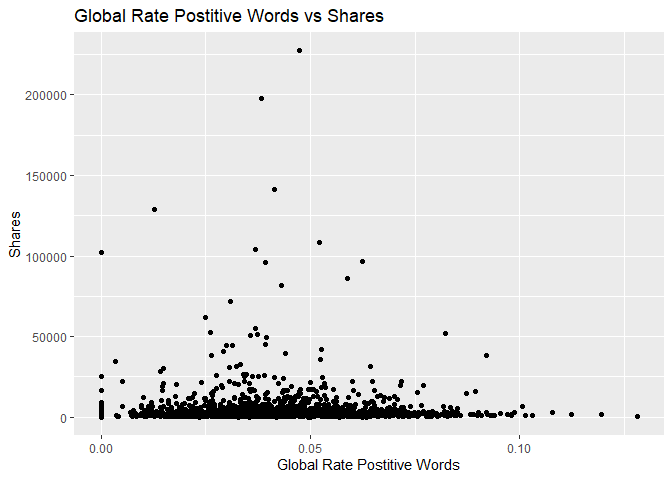 Global Rate Postitive Words vs Shares
200000
150000
100000
50000
0
Shares
0.00
0.05
0.10
Global Rate Postitive Words